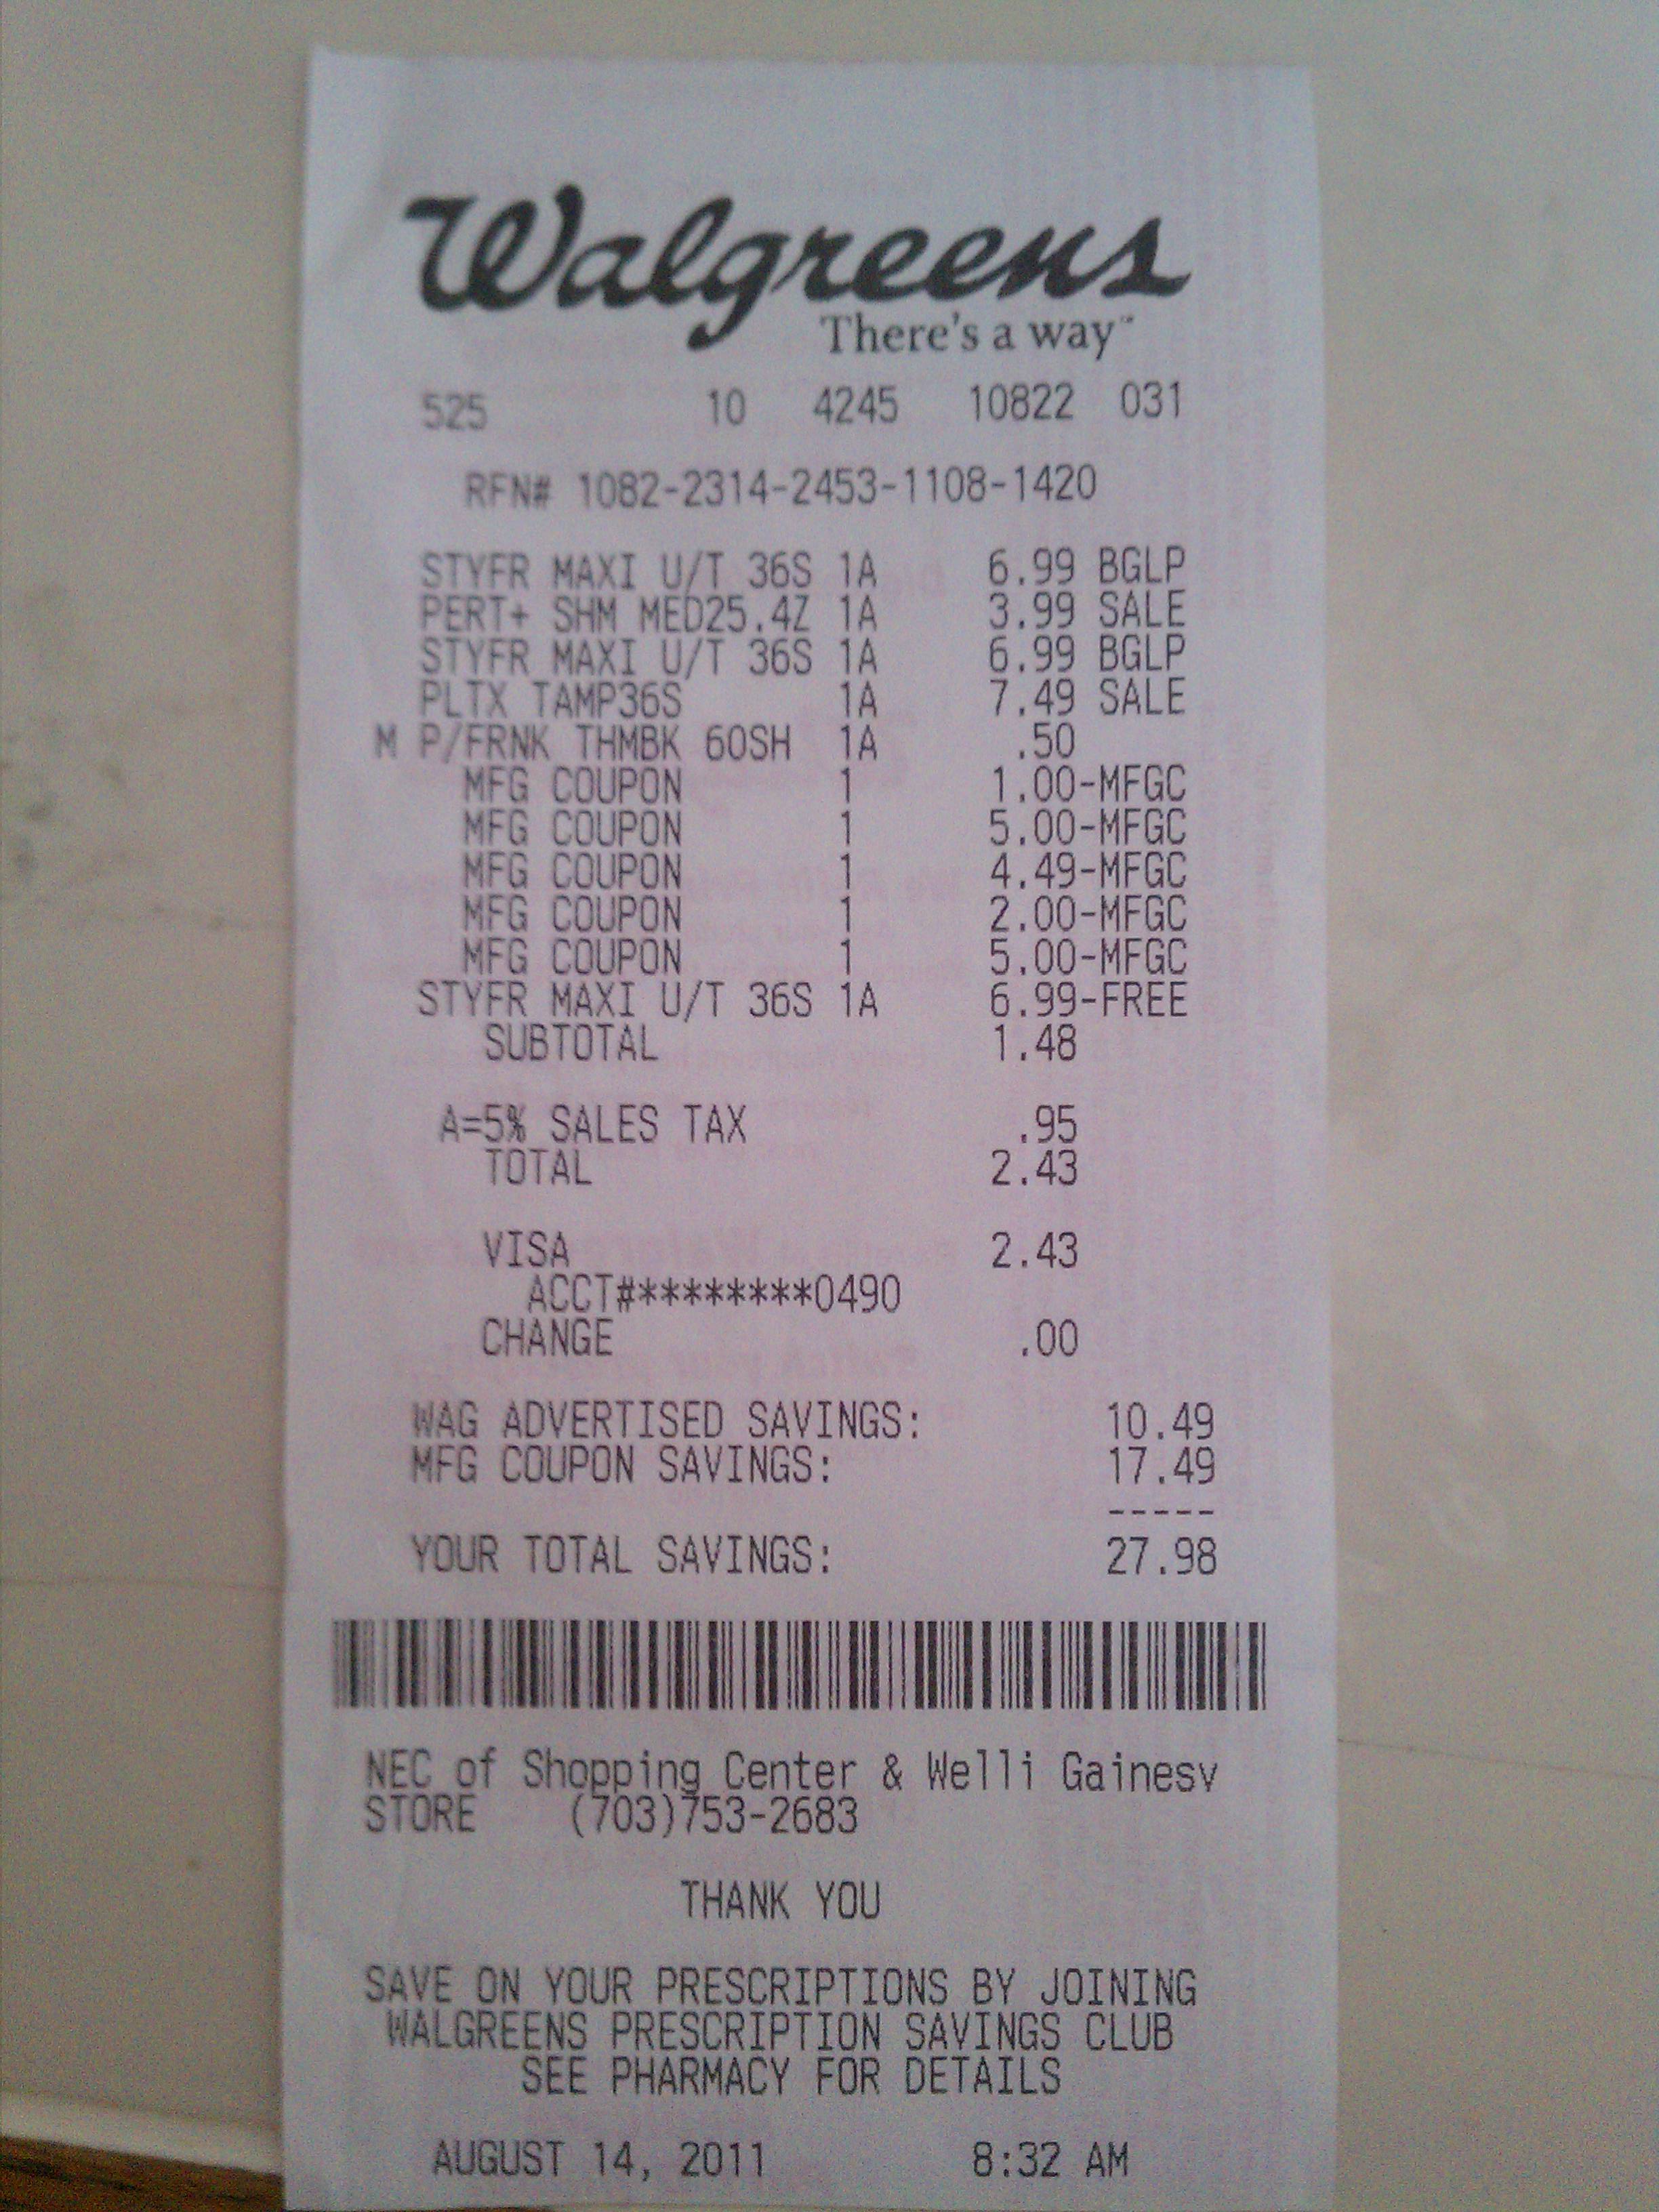 Walgreens
There's a way™
525 10 4245 10822 031
RFN# 1082-2314-2453-1108-1420
STYFR MAXI U/T 36S 1A 6.99 BGLP
PERT+ SHM MED25.4Z 1A 3.99 SALE
STYFR MAXI U/T 36S 1A 6.99 BGLP
PLTX TAMP36S 1A 7.49 SALE
M P/FRNK THMBK 60SH 1A .50
MFG COUPON 1 1.00-MFGC
MFG COUPON 1 5.00-MFGC
MFG COUPON 1 4.49-MFGC
MFG COUPON 1 2.00-MFGC
MFG COUPON 1 5.00-MFGC
STYFR MAXI U/T 36S 1A 6.99-FREE
SUBTOTAL 1.48
A=5% SALES TAX .95
TOTAL 2.43
VISA 2.43
ACCT#********0490
CHANGE .00
WAG ADVERTISED SAVINGS: 10.49
MFG COUPON SAVINGS: 17.49
-----
YOUR TOTAL SAVINGS: 27.98
NEC of Shopping Center & Welli Gainesv
STORE (703)753-2683
THANK YOU
SAVE ON YOUR PRESCRIPTIONS BY JOINING
WALGREENS PRESCRIPTION SAVINGS CLUB
SEE PHARMACY FOR DETAILS
AUGUST 14, 2011 8:32 AM